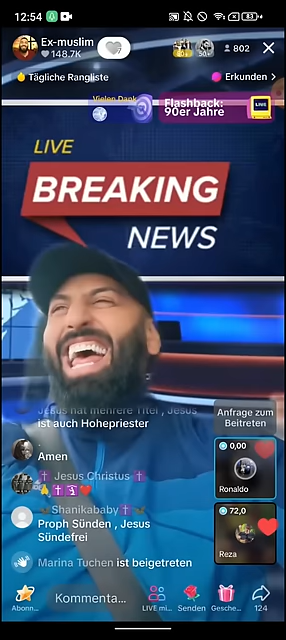 12:54
83
Ex-muslim
148.7K
50+
802
Tägliche Rangliste
Erkunden >
Vielen Dank
Flashback:
90er Jahre
LIVE
LIVE
BREAKING
NEWS
Jesus hat mehrere Titel , Jesus
ist auch Hohepriester
Anfrage zum
Beitreten
Amen
0,00
Ronaldo
Jesus Christus
Shanikababy
Proph Sünden , Jesus
Sündefrei
72,0
Reza
Marina Tuchen ist beigetreten
Abonn...
Kommenta...
LIVE mi...
Senden
Gesche...
124